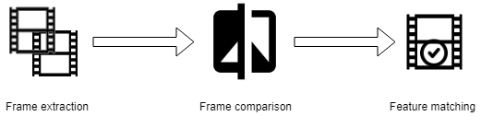 Frame extraction
Frame comparison
Feature matching